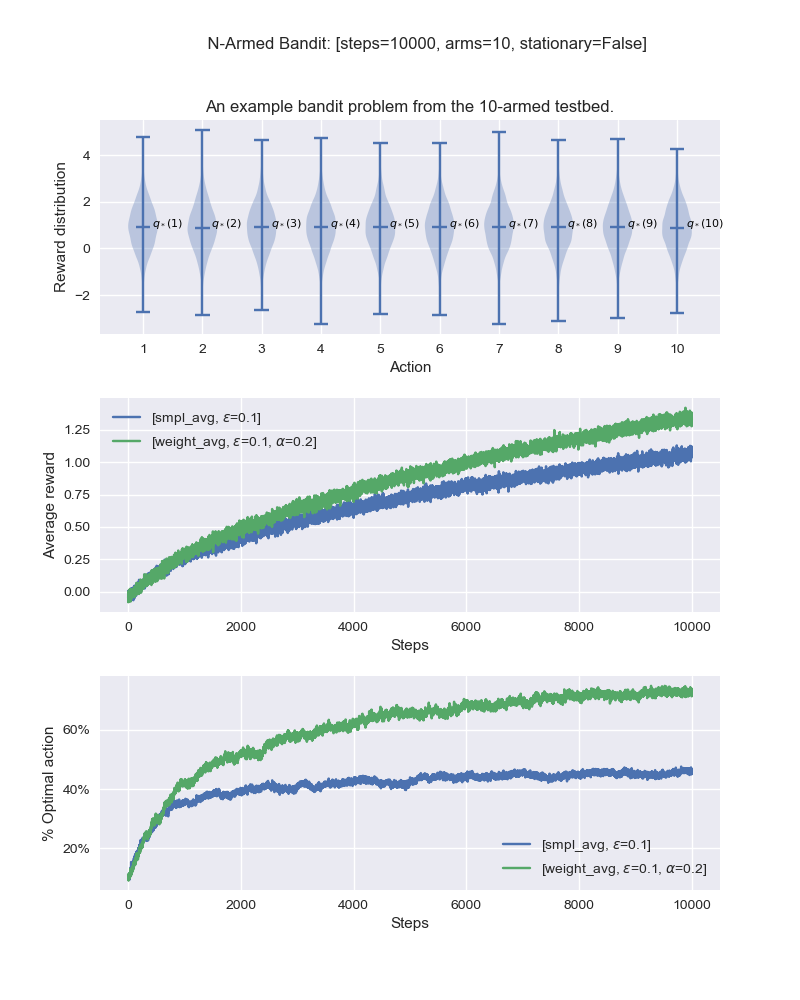 N-Armed Bandit: [steps=10000, arms=10, stationary=False]
An example bandit problem from the 10-armed testbed.
Reward distribution
4
2
0
−2
q*(1) q*(2) q*(3) q*(4) q*(5) q*(6) q*(7) q*(8) q*(9) q*(10)
1 2 3 4 5 6 7 8 9 10
Action
Average reward
1.25
1.00
0.75
0.50
0.25
0.00
[smpl_avg, ε=0.1]
[weight_avg, ε=0.1, α=0.2]
0 2000 4000 6000 8000 10000
Steps
% Optimal action
60%
40%
20%
[smpl_avg, ε=0.1]
[weight_avg, ε=0.1, α=0.2]
0 2000 4000 6000 8000 10000
Steps